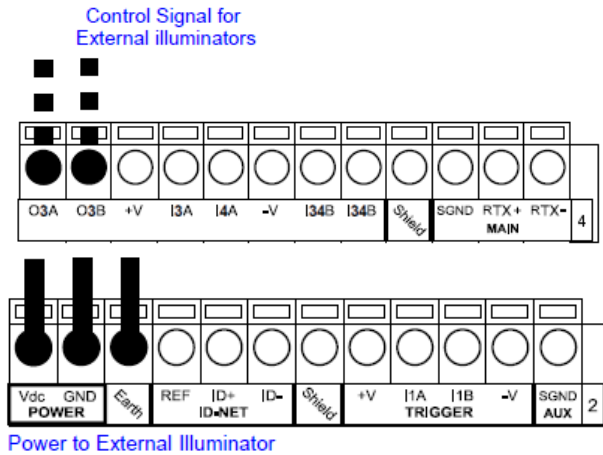 Control Signal for
External illuminators
O3A O3B +V I3A I4A -V I34B I34B Shield SGND RTX+ RTX- 4
MAIN
Vdc GND Earth REF ID+ ID- Shield +V I1A I1B -V SGND 2
POWER ID-NET TRIGGER AUX
Power to External Illuminator